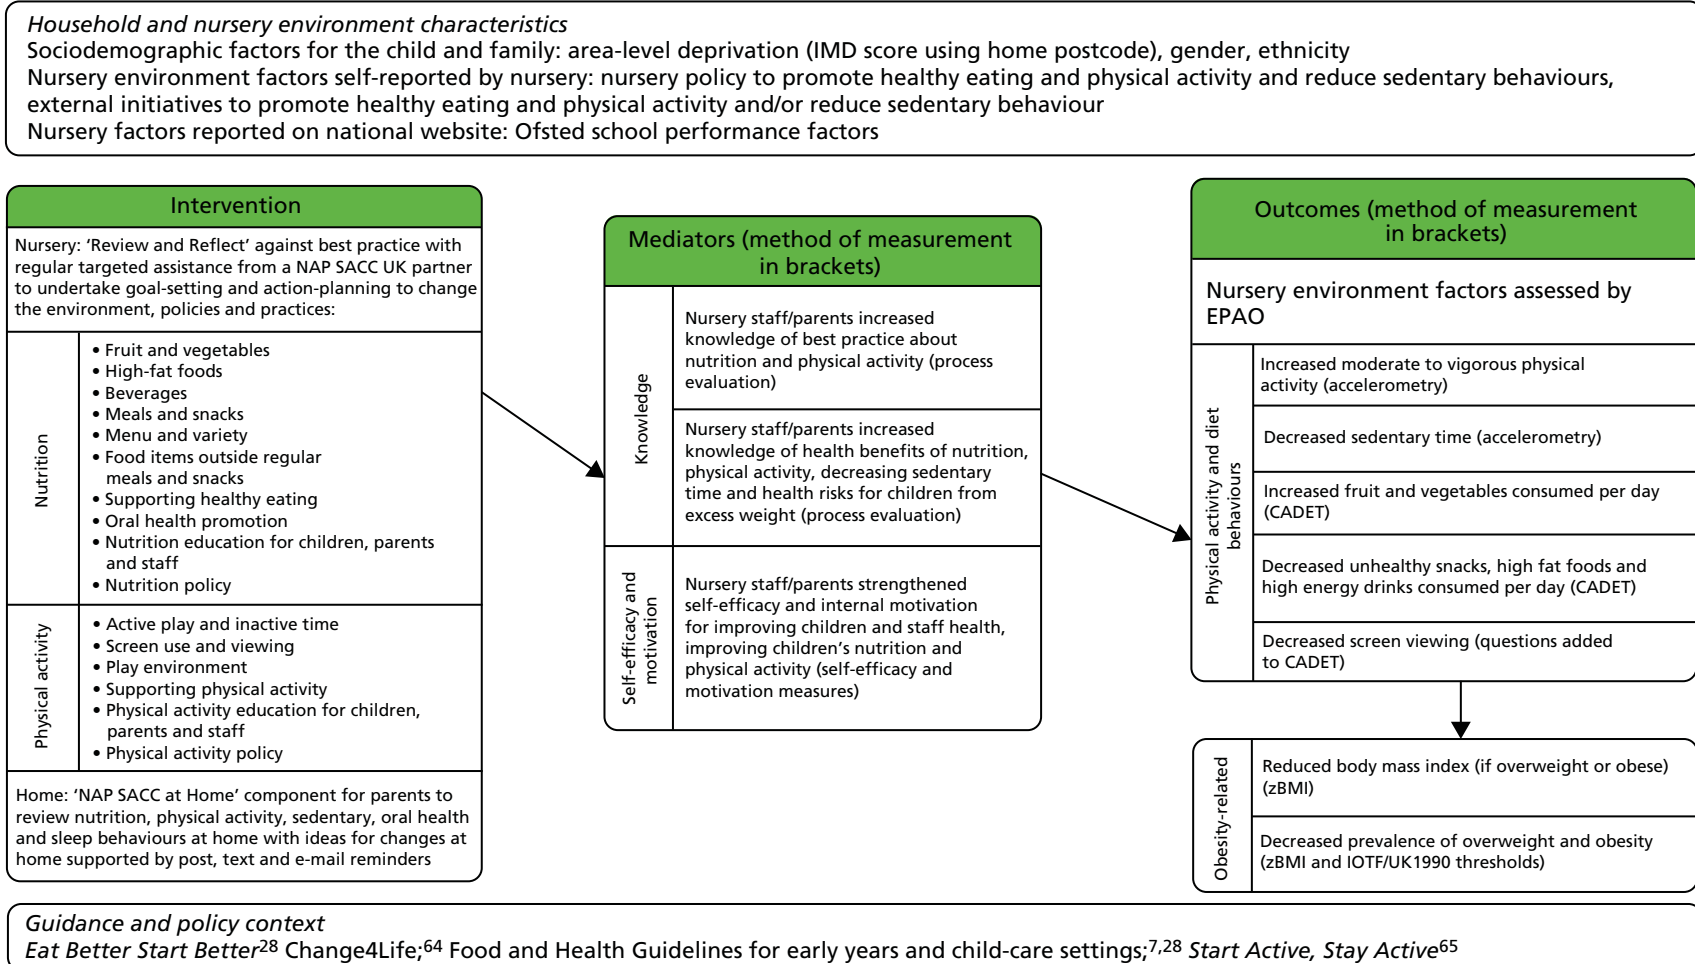 Household and nursery environment characteristics
Sociodemographic factors for the child and family: area-level deprivation (IMD score using home postcode), gender, ethnicity
Nursery environment factors self-reported by nursery: nursery policy to promote healthy eating and physical activity and reduce sedentary behaviours,
external initiatives to promote healthy eating and physical activity and/or reduce sedentary behaviour
Nursery factors reported on national website: Ofsted school performance factors
Intervention
Nursery: ‘Review and Reflect’ against best practice with
regular targeted assistance from a NAP SACC UK partner
to undertake goal-setting and action-planning to change
the environment, policies and practices:
Nutrition
• Fruit and vegetables
• High-fat foods
• Beverages
• Meals and snacks
• Menu and variety
• Food items outside regular
meals and snacks
• Supporting healthy eating
• Oral health promotion
• Nutrition education for children, parents
and staff
• Nutrition policy
Physical activity
• Active play and inactive time
• Screen use and viewing
• Play environment
• Supporting physical activity
• Physical activity education for children,
parents and staff
• Physical activity policy
Home: ‘NAP SACC at Home’ component for parents to
review nutrition, physical activity, sedentary, oral health
and sleep behaviours at home with ideas for changes at
home supported by post, text and e-mail reminders
Mediators (method of measurement
in brackets)
Knowledge
Nursery staff/parents increased
knowledge of best practice about
nutrition and physical activity (process
evaluation)
Nursery staff/parents increased
knowledge of health benefits of nutrition,
physical activity, decreasing sedentary
time and health risks for children from
excess weight (process evaluation)
Self-efficacy and
motivation
Nursery staff/parents strengthened
self-efficacy and internal motivation
for improving children and staff health,
improving children’s nutrition and
physical activity (self-efficacy and
motivation measures)
Outcomes (method of measurement
in brackets)
Nursery environment factors assessed by
EPAO
Physical activity and diet
behaviours
Increased moderate to vigorous physical
activity (accelerometry)
Decreased sedentary time (accelerometry)
Increased fruit and vegetables consumed per day
(CADET)
Decreased unhealthy snacks, high fat foods and
high energy drinks consumed per day (CADET)
Decreased screen viewing (questions added
to CADET)
Obesity-related
Reduced body mass index (if overweight or obese)
(zBMI)
Decreased prevalence of overweight and obesity
(zBMI and IOTF/UK1990 thresholds)
Guidance and policy context
Eat Better Start Better28 Change4Life;64 Food and Health Guidelines for early years and child-care settings;7,28 Start Active, Stay Active65